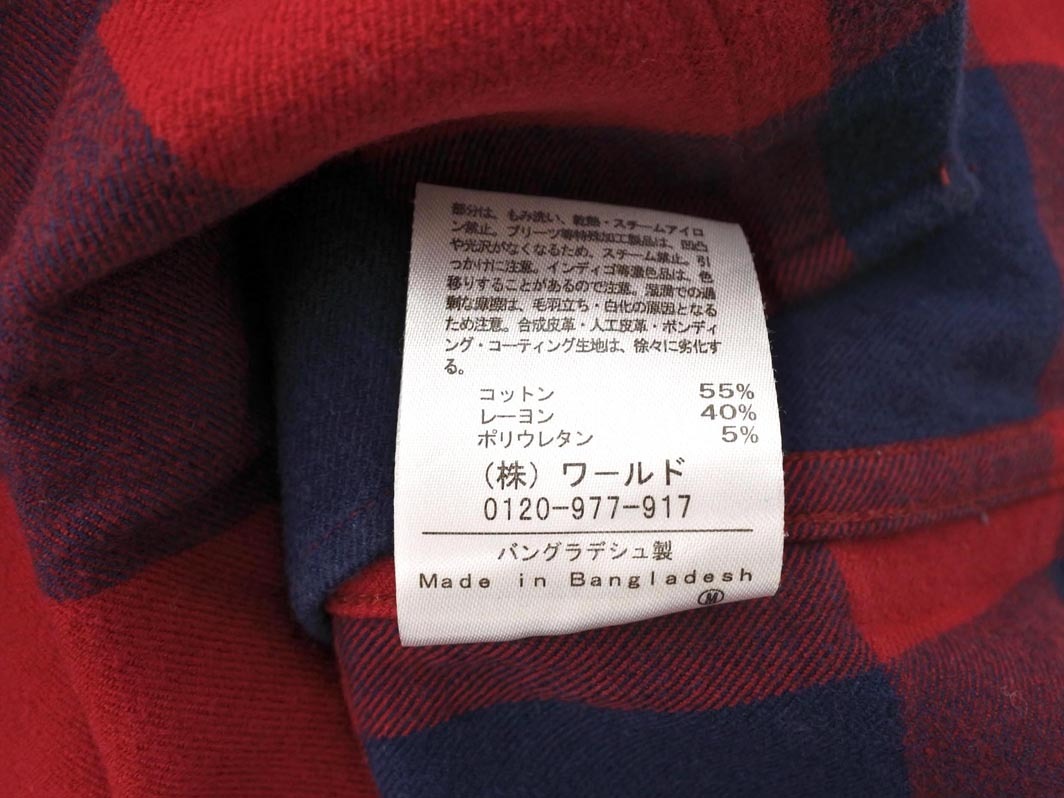 部分は、もみ洗い、乾熱・スチームアイロ
ン禁止。プリーツ等特殊加工製品は、凹凸
や光沢がなくなるため、スチーム禁止。引
っかけに注意。インディゴ等濃色品は、色
移りすることがあるので注意。湿潤での過
剰な摩擦は、毛羽立ち・白化の原因となる
ため注意。合成皮革・人工皮革・ボンディ
ング・コーティング生地は、徐々に劣化す
る。
コットン 55%
レーヨン 40%
ポリウレタン 5%
(株) ワールド
0120-977-917
バングラデシュ製
Made in Bangladesh
M